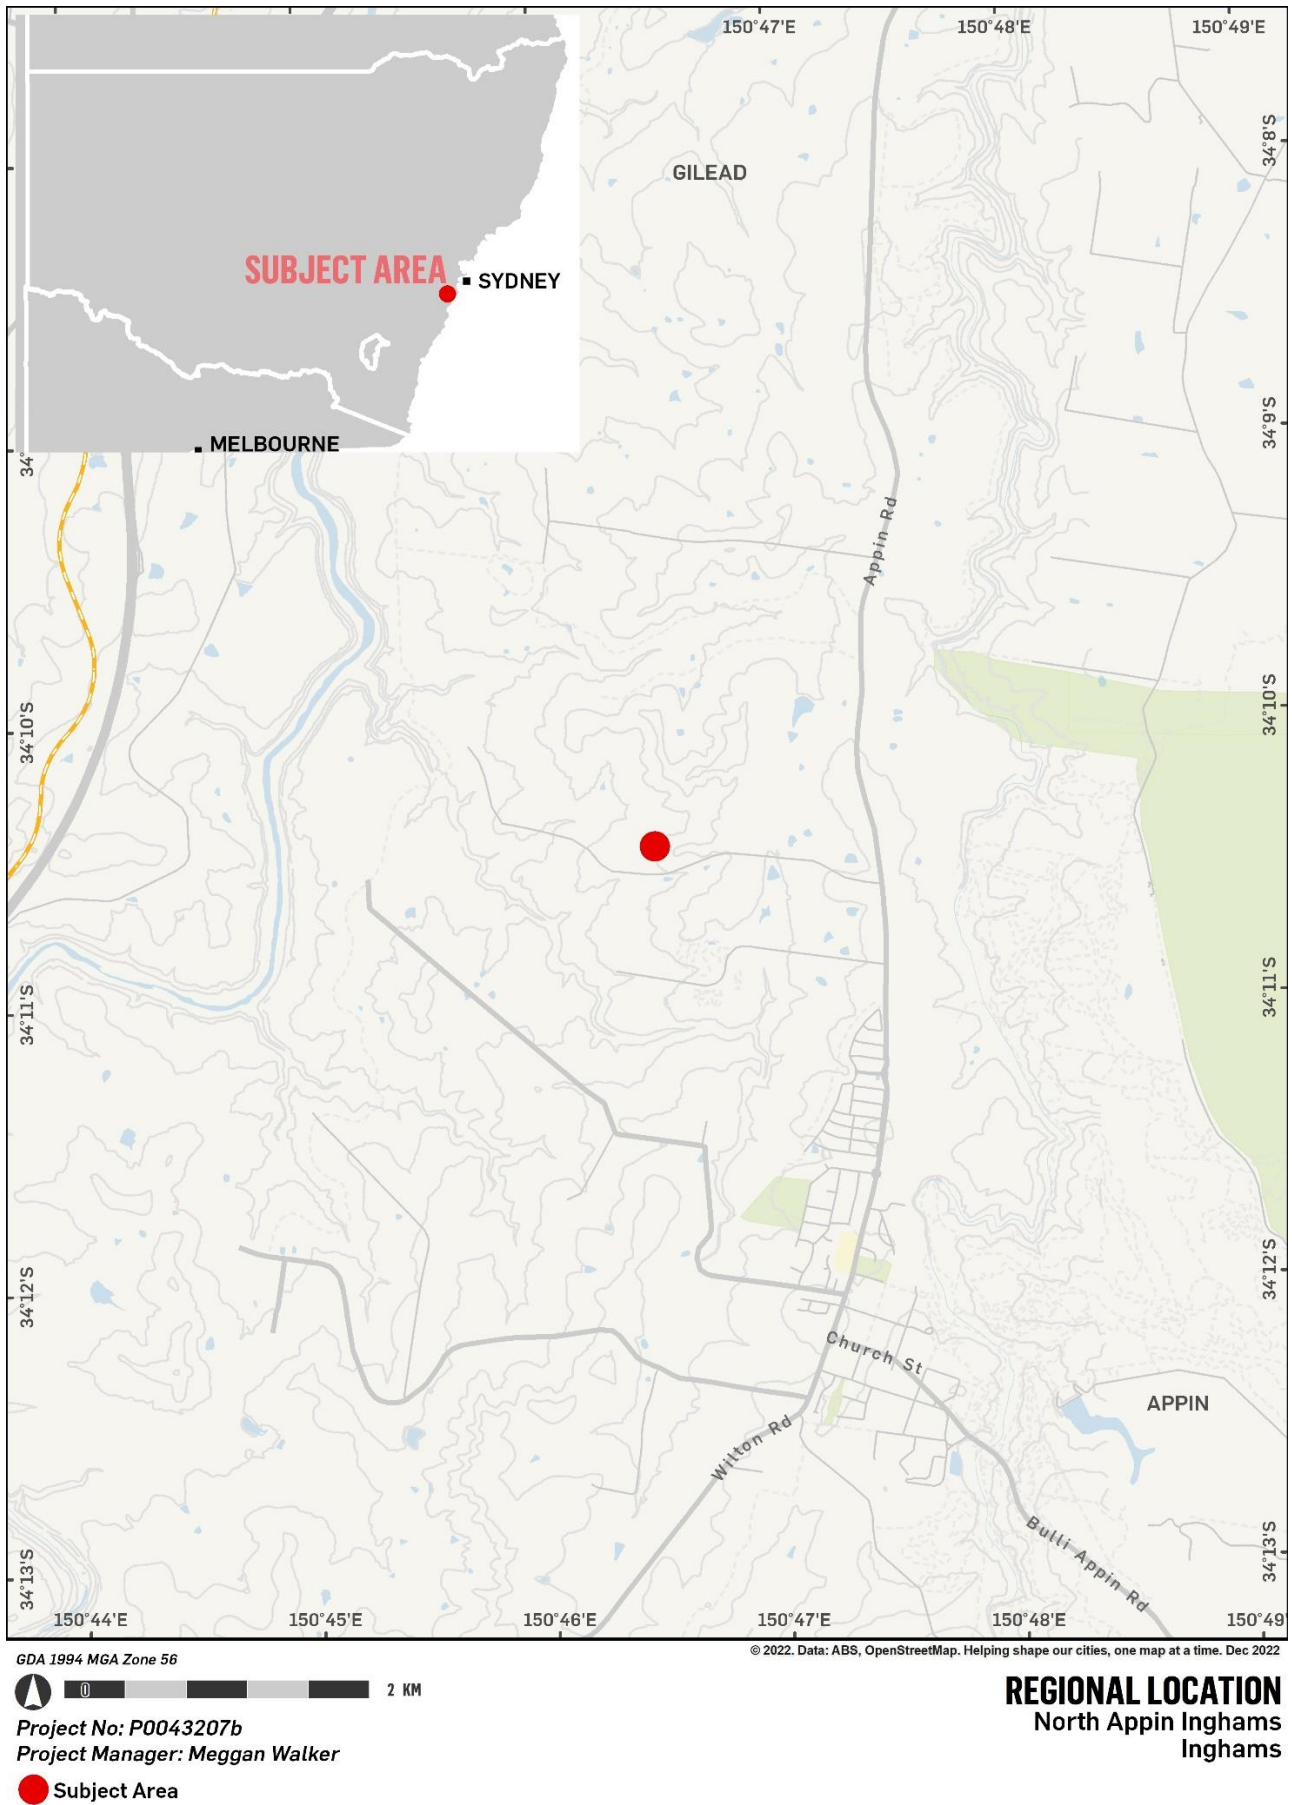 150°47'E
150°48'E
150°49'E
34°8'S
GILEAD
SUBJECT AREA
SYDNEY
MELBOURNE
34°
34°9'S
Appin Rd
34°10'S
34°10'S
34°11'S
34°11'S
34°12'S
34°12'S
Church St
APPIN
Wilton Rd
Bulli Appin Rd
34°13'S
34°13'S
150°44'E
150°45'E
150°46'E
150°47'E
150°48'E
150°49'
GDA 1994 MGA Zone 56
© 2022. Data: ABS, OpenStreetMap. Helping shape our cities, one map at a time. Dec 2022
0
2 KM
REGIONAL LOCATION
North Appin Inghams
Inghams
Project No: P0043207b
Project Manager: Meggan Walker
Subject Area